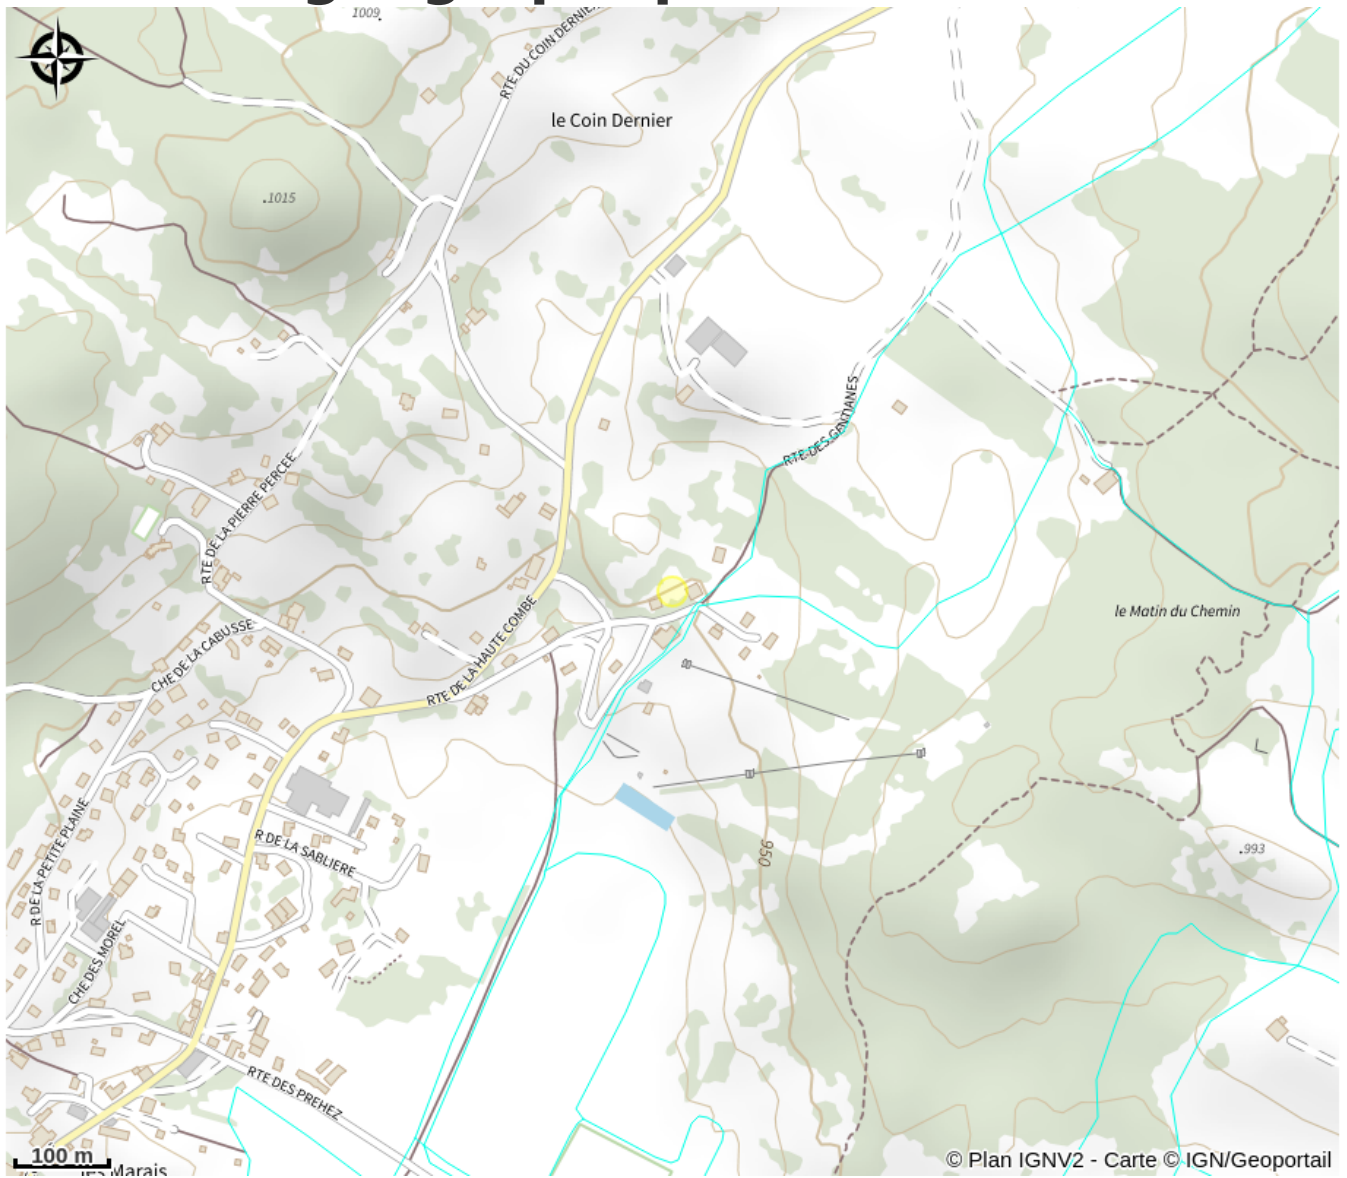 1009
RTE DU COIN DERNIER
le Coin Dernier
.1015
RTE DES GENTIANES
RTE DE LA PIERRE PERCEE
le Matin du Chemin
CHE DE LA CABUSSE
RTE DE LA HAUTE COMBE
R DE LA PETITE PLAINE
R DE LA SABLIERE
950
.993
CHE DES MOREL
RTE DES PREHEZ
100 m
les Marais
© Plan IGNV2 - Carte © IGN/Geoportail